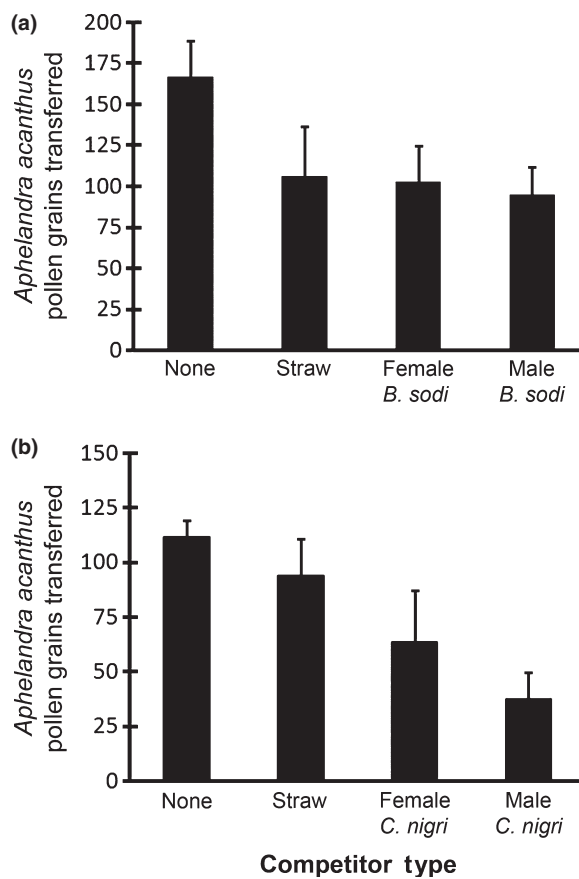 (a)
Aphelandra acanthus
pollen grains transferred
200
175
150
125
100
75
50
25
0
None Straw Female Male
B. sodi B. sodi
(b)
Aphelandra acanthus
pollen grains transferred
150
125
100
75
50
25
0
None Straw Female Male
C. nigri C. nigri
Competitor type